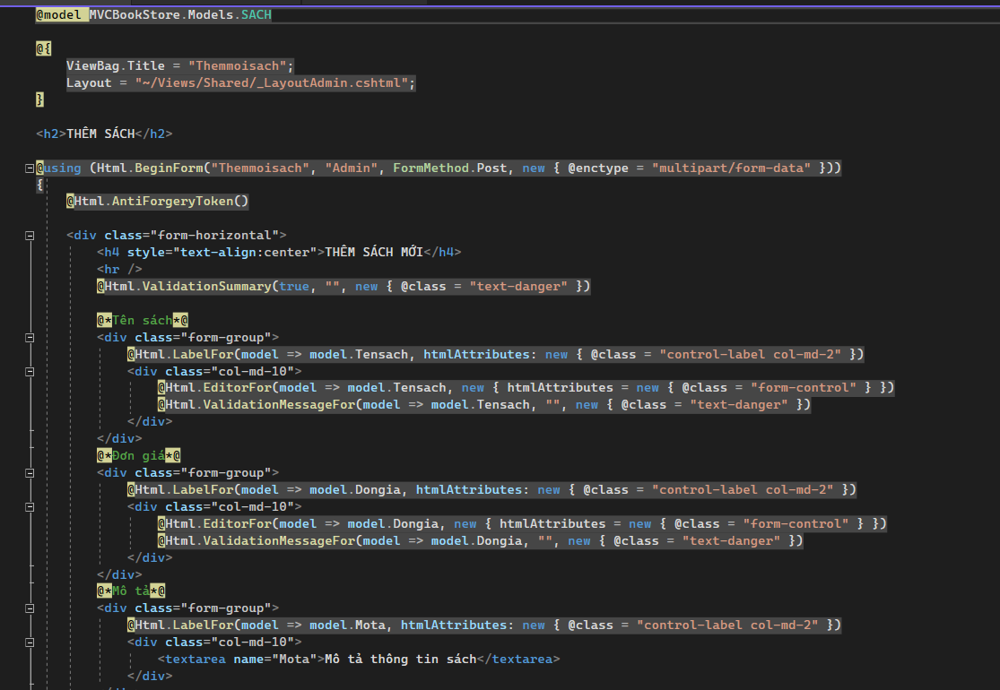 @model MVCBookStore.Models.SACH
@{
ViewBag.Title = "Themmoisach";
Layout = "~/Views/Shared/_LayoutAdmin.cshtml";
}
<h2>THÊM SÁCH</h2>
@using (Html.BeginForm("Themmoisach", "Admin", FormMethod.Post, new { @enctype = "multipart/form-data" }))
{
@Html.AntiForgeryToken()
<div class="form-horizontal">
<h4 style="text-align:center">THÊM SÁCH MỚI</h4>
<hr />
@Html.ValidationSummary(true, "", new { @class = "text-danger" })
@*Tên sách*@
<div class="form-group">
@Html.LabelFor(model => model.Tensach, htmlAttributes: new { @class = "control-label col-md-2" })
<div class="col-md-10">
@Html.EditorFor(model => model.Tensach, new { htmlAttributes = new { @class = "form-control" } })
@Html.ValidationMessageFor(model => model.Tensach, "", new { @class = "text-danger" })
</div>
</div>
@*Đơn giá*@
<div class="form-group">
@Html.LabelFor(model => model.Dongia, htmlAttributes: new { @class = "control-label col-md-2" })
<div class="col-md-10">
@Html.EditorFor(model => model.Dongia, new { htmlAttributes = new { @class = "form-control" } })
@Html.ValidationMessageFor(model => model.Dongia, "", new { @class = "text-danger" })
</div>
</div>
@*Mô tả*@
<div class="form-group">
@Html.LabelFor(model => model.Mota, htmlAttributes: new { @class = "control-label col-md-2" })
<div class="col-md-10">
<textarea name="Mota">Mô tả thông tin sách</textarea>
</div>